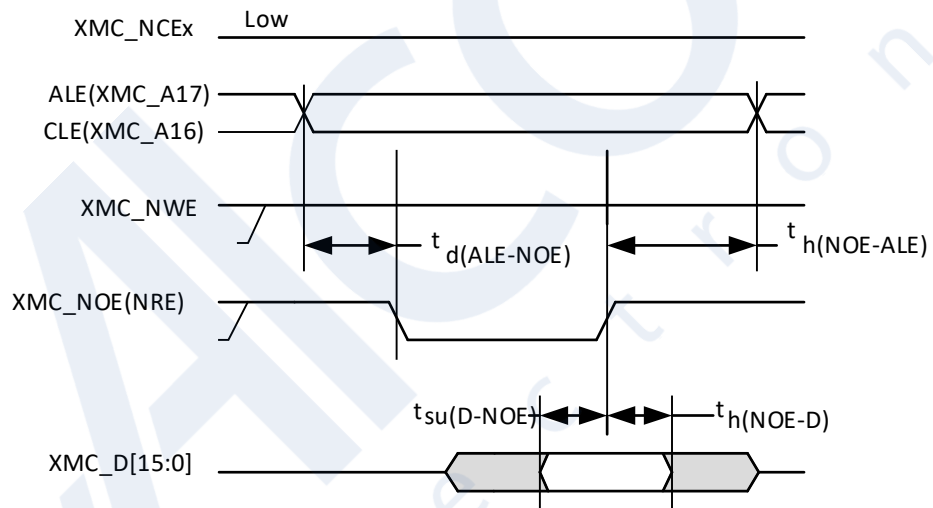 XMC_NCEx Low
ALE(XMC_A17)
CLE(XMC_A16)
XMC_NWE
t d(ALE-NOE) t h(NOE-ALE)
XMC_NOE(NRE)
tsu(D-NOE) th(NOE-D)
XMC_D[15:0]